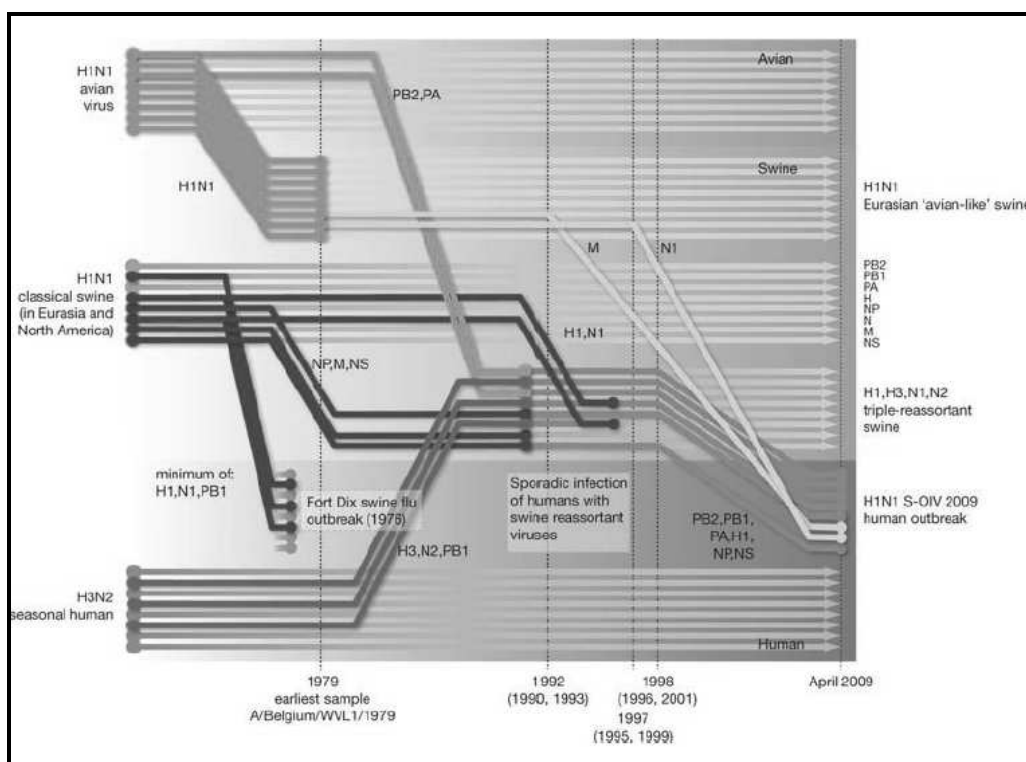 H1N1
avian
virus
PB2,PA
Avian
H1N1
Swine
H1N1
Eurasian 'avian-like' swine
M
N1
H1N1
classical swine
(in Eurasia and
North America)
PB2
PB1
PA
H
NP
N
M
NS
H1,N1
NP,M,NS
H1,H3,N1,N2
triple-reassortant
swine
minimum of:
H1,N1,PB1
Fort Dix swine flu
outbreak (1976)
Sporadic infection
of humans with
swine reassortant
viruses
H1N1 S-OIV 2009
human outbreak
PB2,PB1,
PA,H1,
NP,NS
H3,N2,PB1
H3N2
seasonal human
Human
1979
earliest sample
A/Belgium/WVL1/1979
1992
(1990, 1993)
1998
(1996, 2001)
1997
(1995, 1999)
April 2009